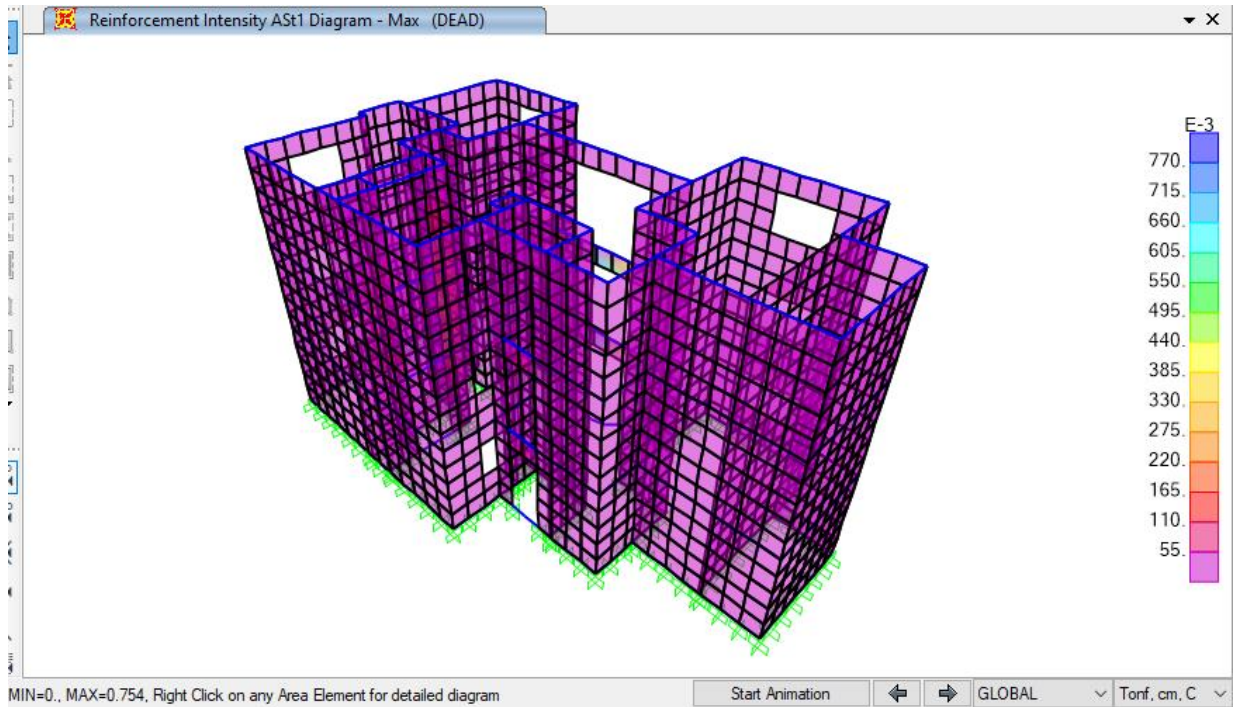 Reinforcement Intensity ASt1 Diagram - Max (DEAD)
E-3
770.
715.
660.
605.
550.
495.
440.
385.
330.
275.
220.
165.
110.
55.
MIN=0., MAX=0.754, Right Click on any Area Element for detailed diagram
Start Animation
GLOBAL
Tonf, cm, C